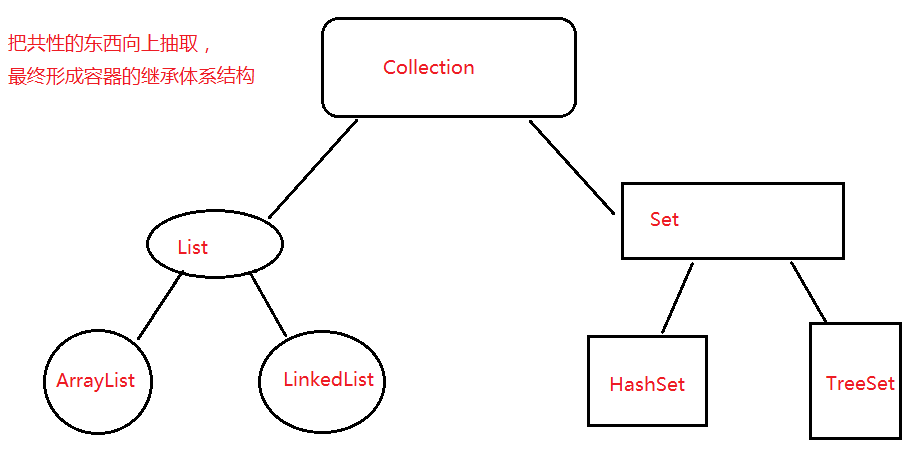 把共性的东西向上抽取，
最终形成容器的继承体系结构
Collection
List
Set
ArrayList
LinkedList
HashSet
TreeSet